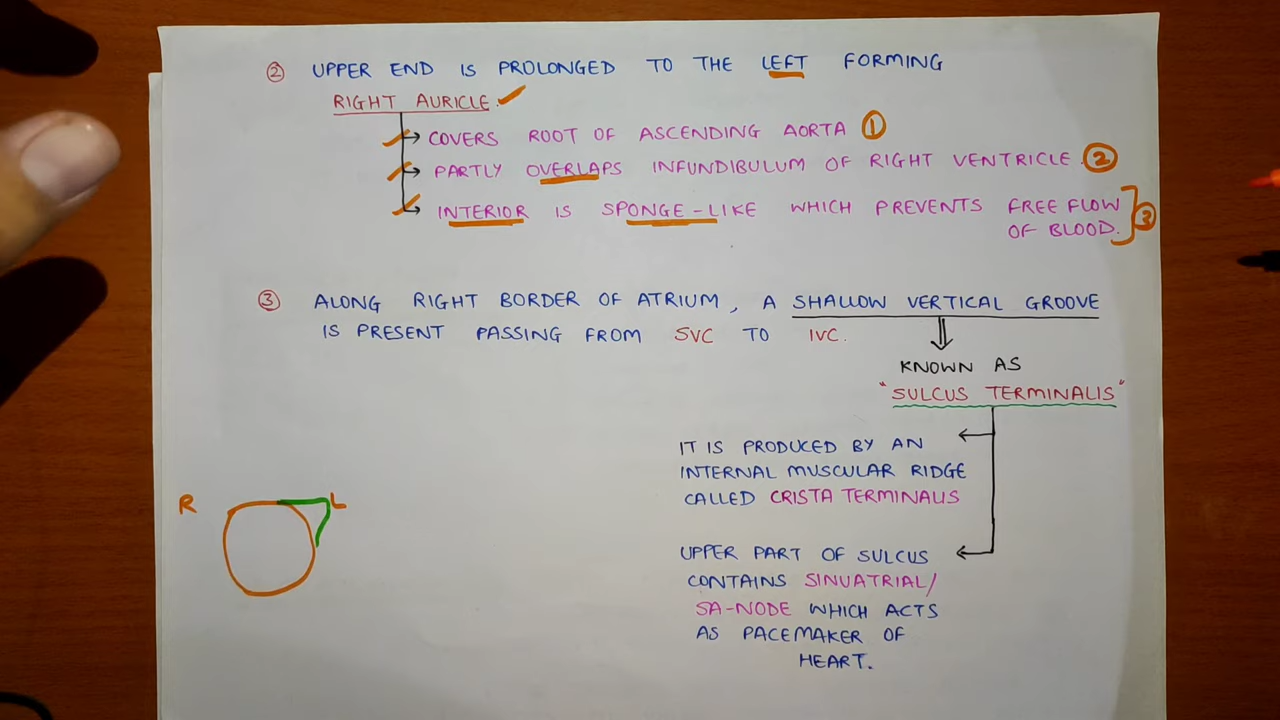 ② UPPER END IS PROLONGED TO THE LEFT FORMING
RIGHT AURICLE.
COVERS ROOT OF ASCENDING AORTA ①
PARTLY OVERLAPS INFUNDIBULUM OF RIGHT VENTRICLE. ②
INTERIOR IS SPONGE-LIKE WHICH PREVENTS FREE FLOW
OF BLOOD. ③
③ ALONG RIGHT BORDER OF ATRIUM, A SHALLOW VERTICAL GROOVE
IS PRESENT PASSING FROM SVC TO IVC.
KNOWN AS
"SULCUS TERMINALIS"
IT IS PRODUCED BY AN
INTERNAL MUSCULAR RIDGE
CALLED CRISTA TERMINALIS
R L
UPPER PART OF SULCUS
CONTAINS SINUATRIAL/
SA-NODE WHICH ACTS
AS PACEMAKER OF
HEART.